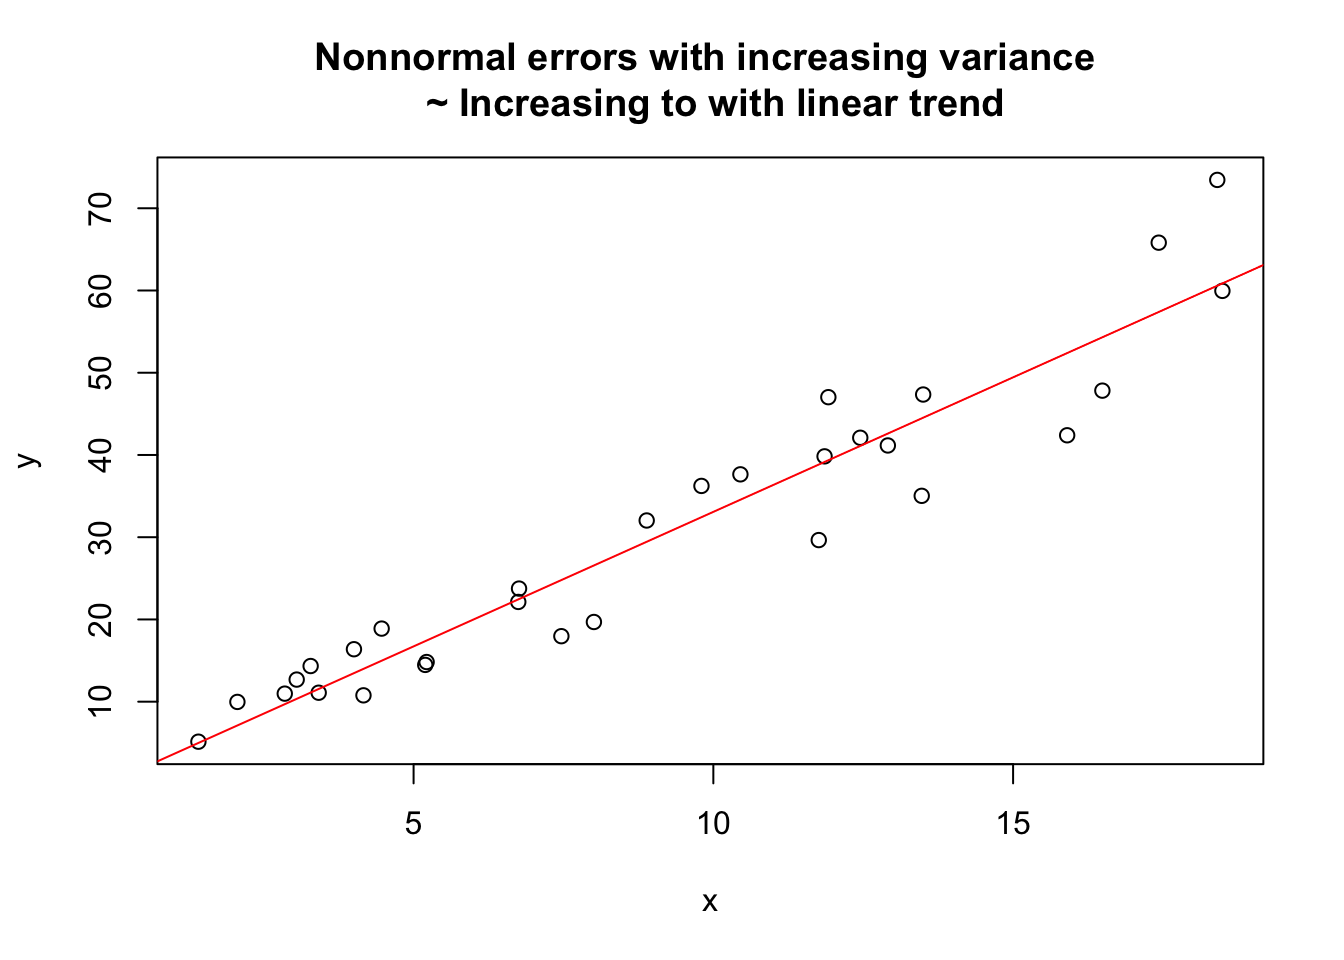 Nonnormal errors with increasing variance
~ Increasing to with linear trend
70
60
50
40
30
20
10
y
5 10 15
x